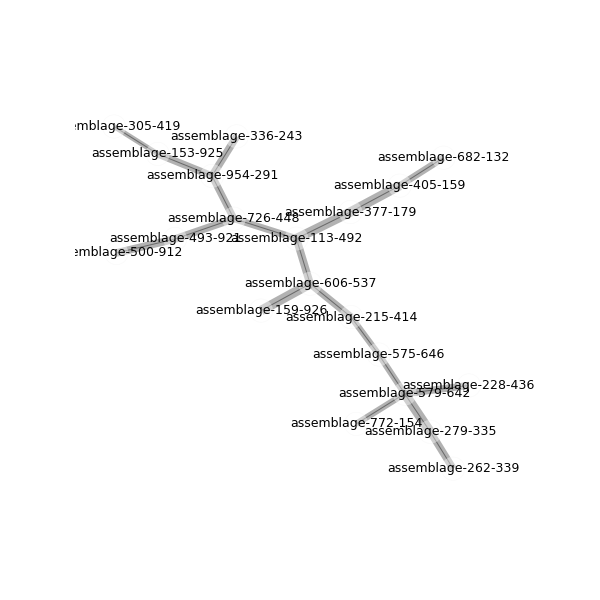 mblage-305-419
assemblage-336-243
assemblage-153-925
assemblage-682-132
assemblage-954-291
assemblage-405-159
assemblage-377-179
assemblage-726-448
assemblage-493-921
assemblage-113-492
emblage-500-912
assemblage-606-537
assemblage-159-926
assemblage-215-414
assemblage-575-646
assemblage-228-436
assemblage-579-642
assemblage-772-154
assemblage-279-335
assemblage-262-339